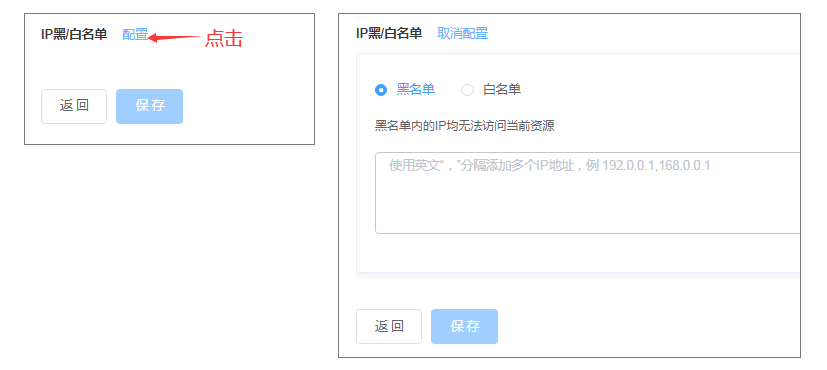 IP黑/白名单 配置 点击
返回 保存
IP黑/白名单 取消配置
黑名单 白名单
黑名单内的IP均无法访问当前资源
使用英文“，”分隔添加多个IP地址，例 192.0.0.1,168.0.0.1
返回 保存